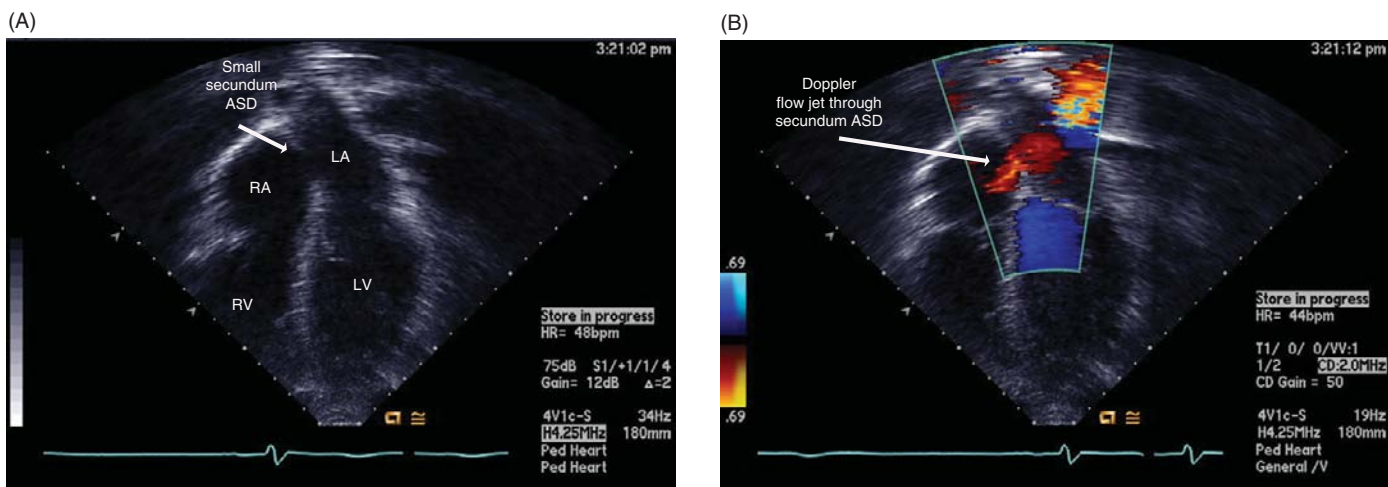 (A)
3:21:02 pm
Small
secundum
ASD
LA
RA
LV
RV
Store in progress
HR= 48bpm
75dB S1/+1/1/4
Gain= 12dB Δ=2
4V1c-S 34Hz
H4.25MHz 180mm
Ped Heart
Ped Heart
(B)
3:21:12 pm
Doppler
flow jet through
secundum ASD
.69
.69
Store in progress
HR= 44bpm
T1/ 0/ 0/VV:1
1/2 CD:2.0MHz
CD Gain = 50
4V1c-S 19Hz
H4.25MHz 180mm
Ped Heart
General /V